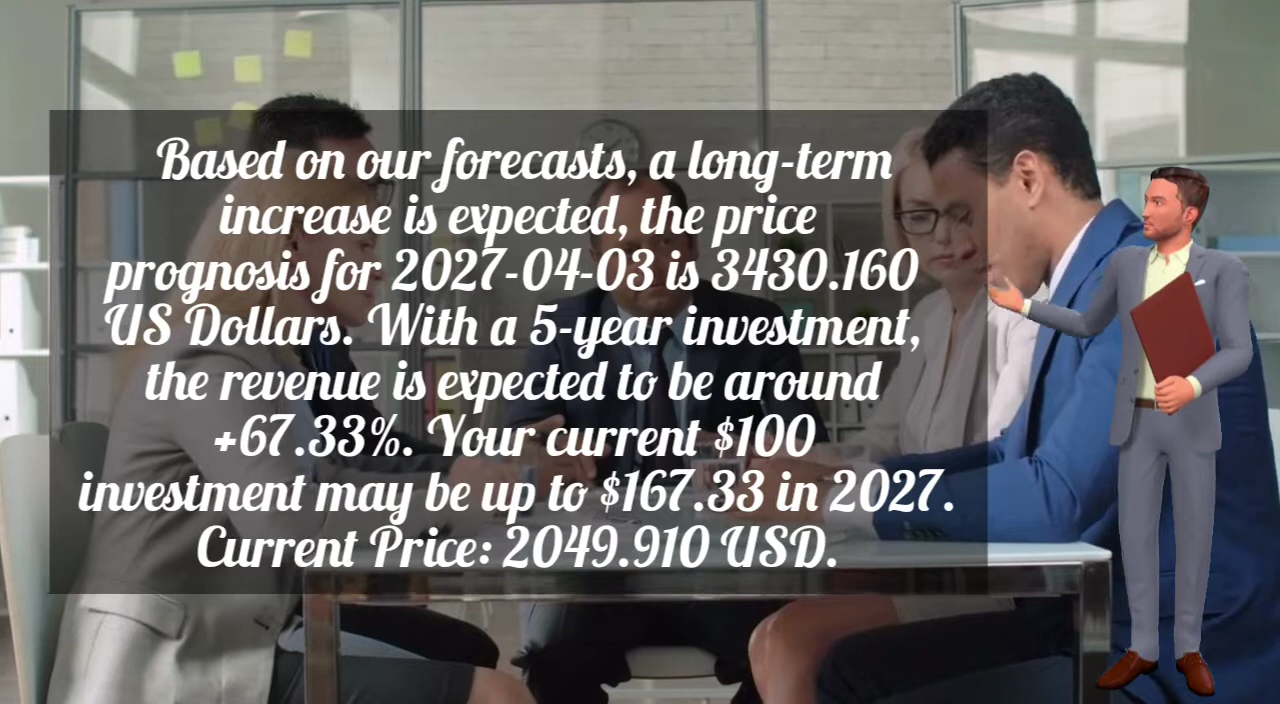 Based on our forecasts, a long-term
increase is expected, the price
prognosis for 2027-04-03 is 3430.160
US Dollars. With a 5-year investment,
the revenue is expected to be around
+67.33%. Your current $100
investment may be up to $167.33 in 2027.
Current Price: 2049.910 USD.